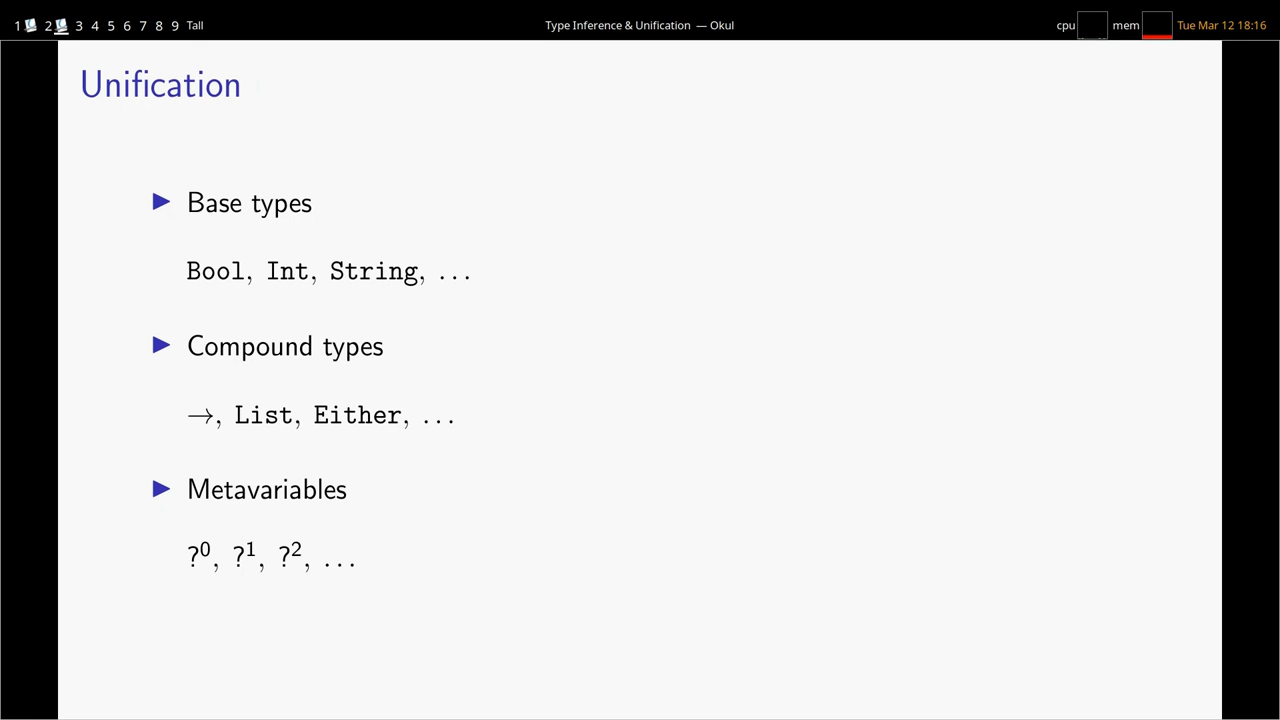 1 2 3 4 5 6 7 8 9 Tall
Type Inference & Unification — Okul
cpu mem Tue Mar 12 18:16
Unification
▶ Base types
Bool, Int, String, ...
▶ Compound types
→, List, Either, ...
▶ Metavariables
?⁰, ?¹, ?², ...